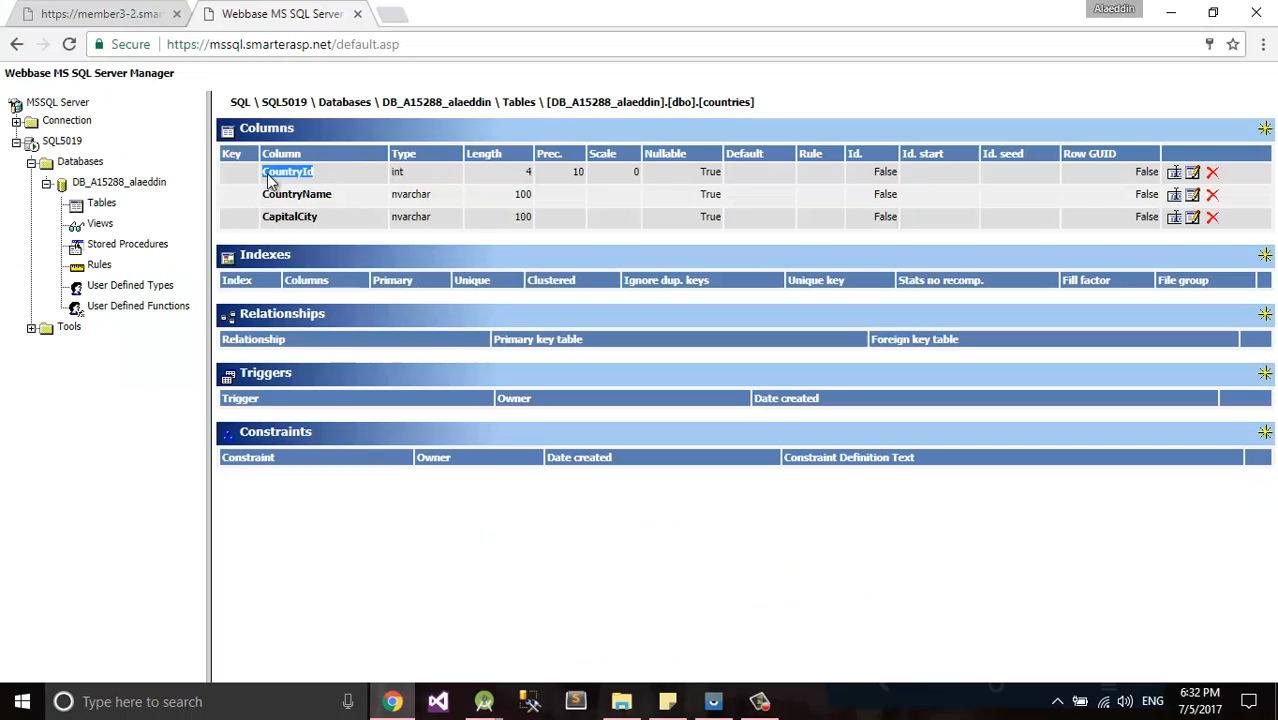 https://member3-2.smar
Webbase MS SQL Server
Alaeddin
Secure
https://mssql.smarterasp.net/default.asp
Webbase MS SQL Server Manager
MSSQL Server
Connection
SQL5019
Databases
DB_A15288_alaeddin
Tables
Views
Stored Procedures
Rules
User Defined Types
User Defined Functions
Tools
SQL \ SQL5019 \ Databases \ DB_A15288_alaeddin \ Tables \ [DB_A15288_alaeddin].[dbo].[countries]
Columns
Key Column Type Length Prec. Scale Nullable Default Rule Id. Id. start Id. seed Row GUID
CountryId int 4 10 0 True False False
CountryName nvarchar 100 True False False
CapitalCity nvarchar 100 True False False
Indexes
Index Columns Primary Unique Clustered Ignore dup. keys Unique key Stats no recomp. Fill factor File group
Relationships
Relationship Primary key table Foreign key table
Triggers
Trigger Owner Date created
Constraints
Constraint Owner Date created Constraint Definition Text
Type here to search
ENG
6:32 PM
7/5/2017